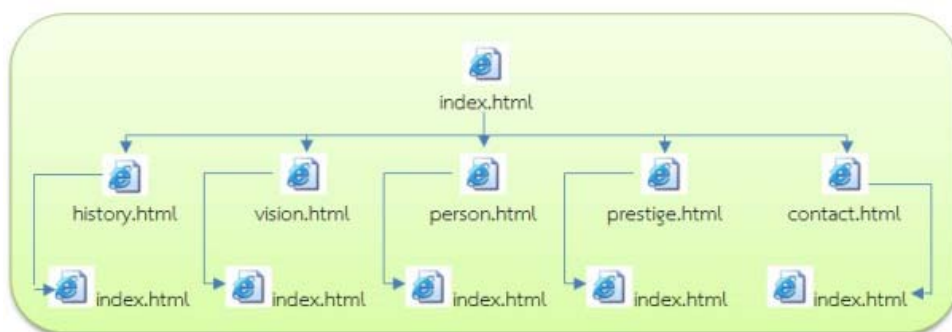 index.html
history.html
vision.html
person.html
prestige.html
contact.html
index.html
index.html
index.html
index.html
index.html